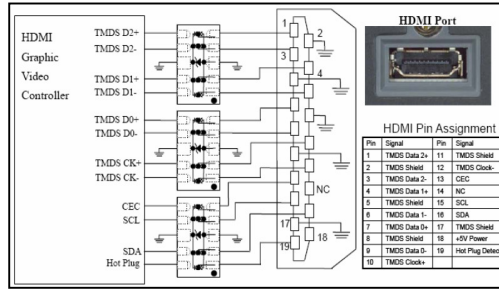 HDMI
Graphic
Video
Controller
TMDS D2+
TMDS D2-
TMDS D1+
TMDS D1-
TMDS D0+
TMDS D0-
TMDS CK+
TMDS CK-
CEC
SCL
SDA
Hot Plug
1
2
3
4
NC
17
18
19
HDMI Port
HDMI Pin Assignment
Pin Signal Pin Signal
1 TMDS Data 2+ 11 TMDS Shield
2 TMDS Shield 12 TMDS Clock-
3 TMDS Data 2- 13 CEC
4 TMDS Data 1+ 14 NC
5 TMDS Shield 15 SCL
6 TMDS Data 1- 16 SDA
7 TMDS Data 0+ 17 TMDS Shield
8 TMDS Shield 18 +5V Power
9 TMDS Data 0- 19 Hot Plug Detec
10 TMDS Clock+